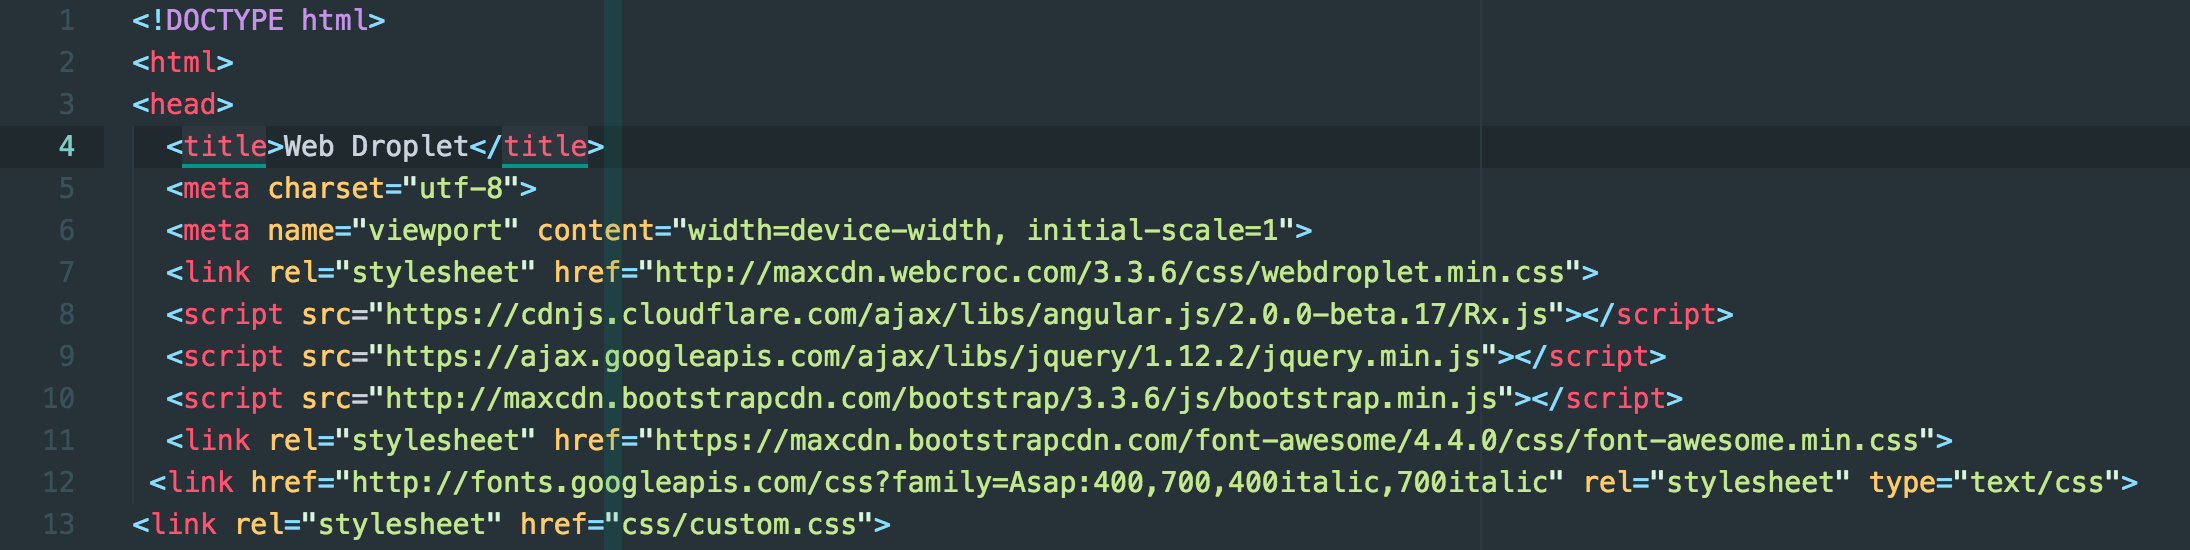 1 <!DOCTYPE html>
2 <html>
3 <head>
4 <title>Web Droplet</title>
5 <meta charset="utf-8">
6 <meta name="viewport" content="width=device-width, initial-scale=1">
7 <link rel="stylesheet" href="http://maxcdn.webcroc.com/3.3.6/css/webdroplet.min.css">
8 <script src="https://cdnjs.cloudflare.com/ajax/libs/angular.js/2.0.0-beta.17/Rx.js"></script>
9 <script src="https://ajax.googleapis.com/ajax/libs/jquery/1.12.2/jquery.min.js"></script>
10 <script src="http://maxcdn.bootstrapcdn.com/bootstrap/3.3.6/js/bootstrap.min.js"></script>
11 <link rel="stylesheet" href="https://maxcdn.bootstrapcdn.com/font-awesome/4.4.0/css/font-awesome.min.css">
12 <link href="http://fonts.googleapis.com/css?family=Asap:400,700,400italic,700italic" rel="stylesheet" type="text/css">
13 <link rel="stylesheet" href="css/custom.css">